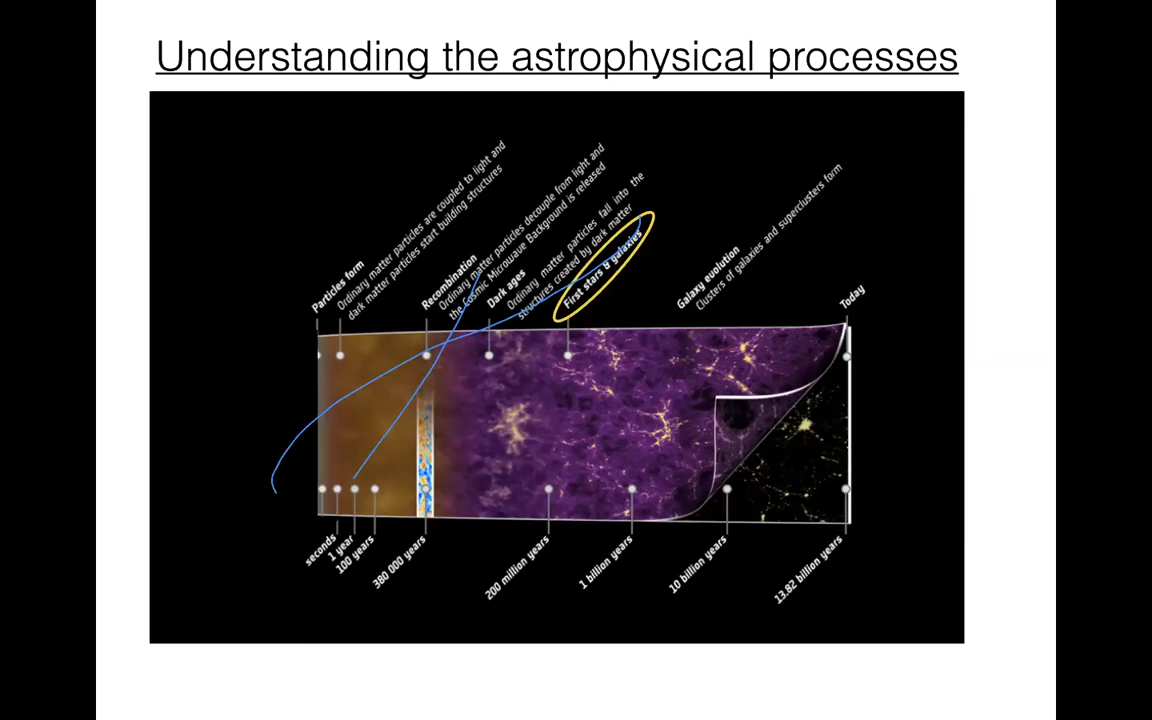 Understanding the astrophysical processes
Particles form
Ordinary matter particles are coupled to light and
dark matter particles start building structures
Recombination
Ordinary matter particles decouple from light and
the Cosmic Microwave Background is released
Dark ages
Ordinary matter particles fall into the
structures created by dark matter
First stars & galaxies
Galaxy evolution
Clusters of galaxies and superclusters form
Today
seconds
1 year
100 years
380 000 years
200 million years
1 billion years
10 billion years
13.82 billion years